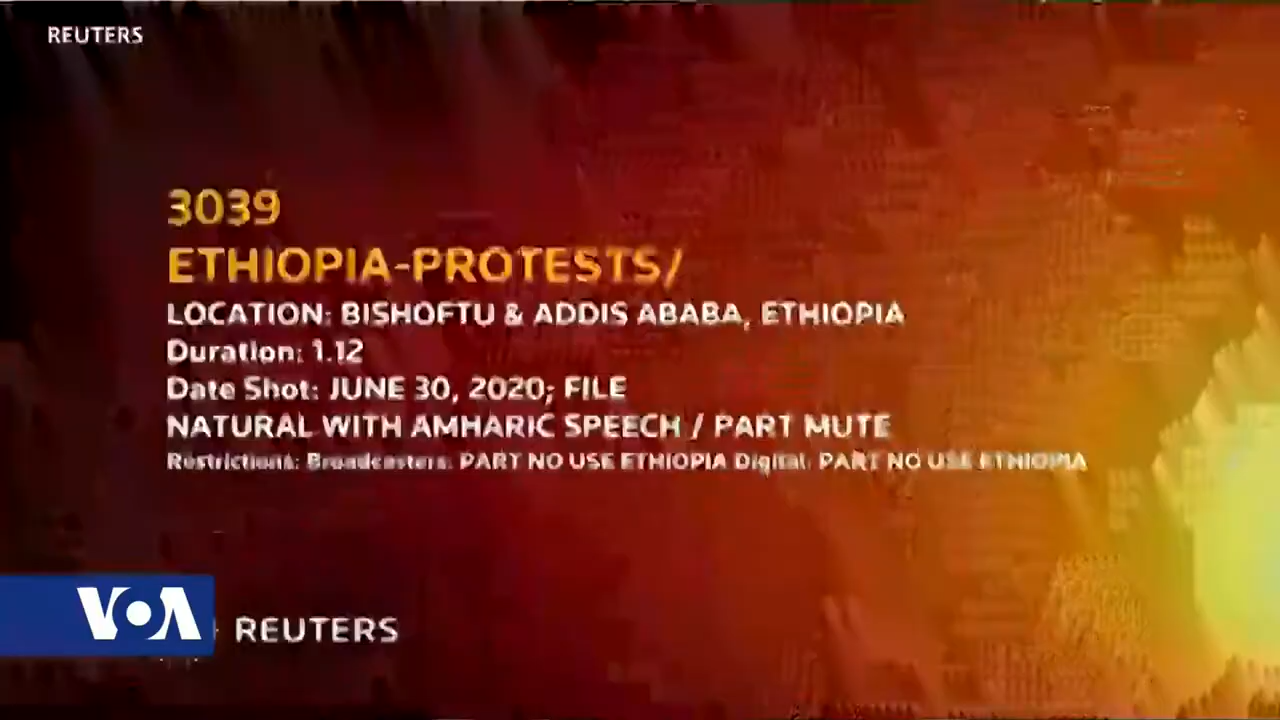 REUTERS
3039
ETHIOPIA-PROTESTS/
LOCATION: BISHOFTU & ADDIS ABABA, ETHIOPIA
Duration: 1.12
Date Shot: JUNE 30, 2020; FILE
NATURAL WITH AMHARIC SPEECH / PART MUTE
Restrictions: Broadcasters: PART NO USE ETHIOPIA Digital: PART NO USE ETHIOPIA
VOA
REUTERS